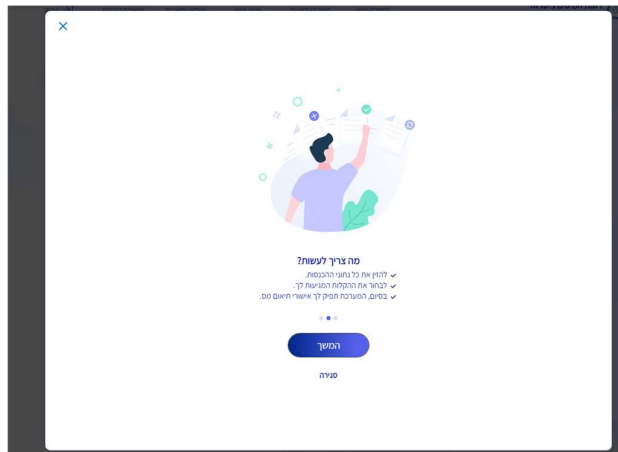 מה צריך לעשות?
להזין את כל נתוני ההכנסות.
לבחור את ההקלות המגיעות לך.
בסיום, המערכת תפיק לך אישורי תיאום מס.
המשך
סגירה